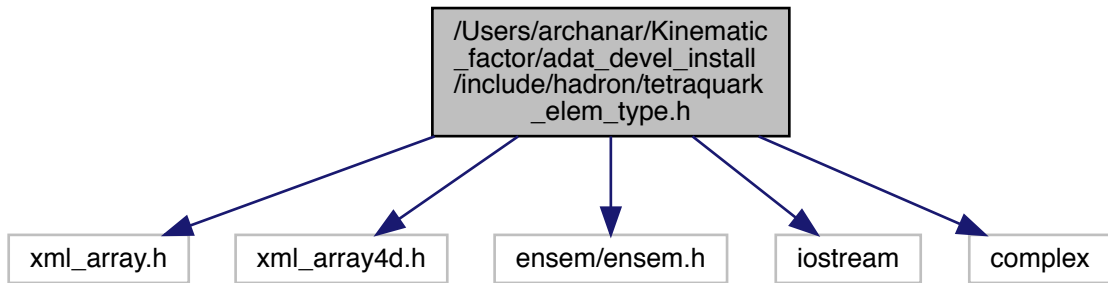 /Users/archanar/Kinematic
_factor/adat_devel_install
/include/hadron/tetraquark
_elem_type.h
xml_array.h
xml_array4d.h
ensem/ensem.h
iostream
complex